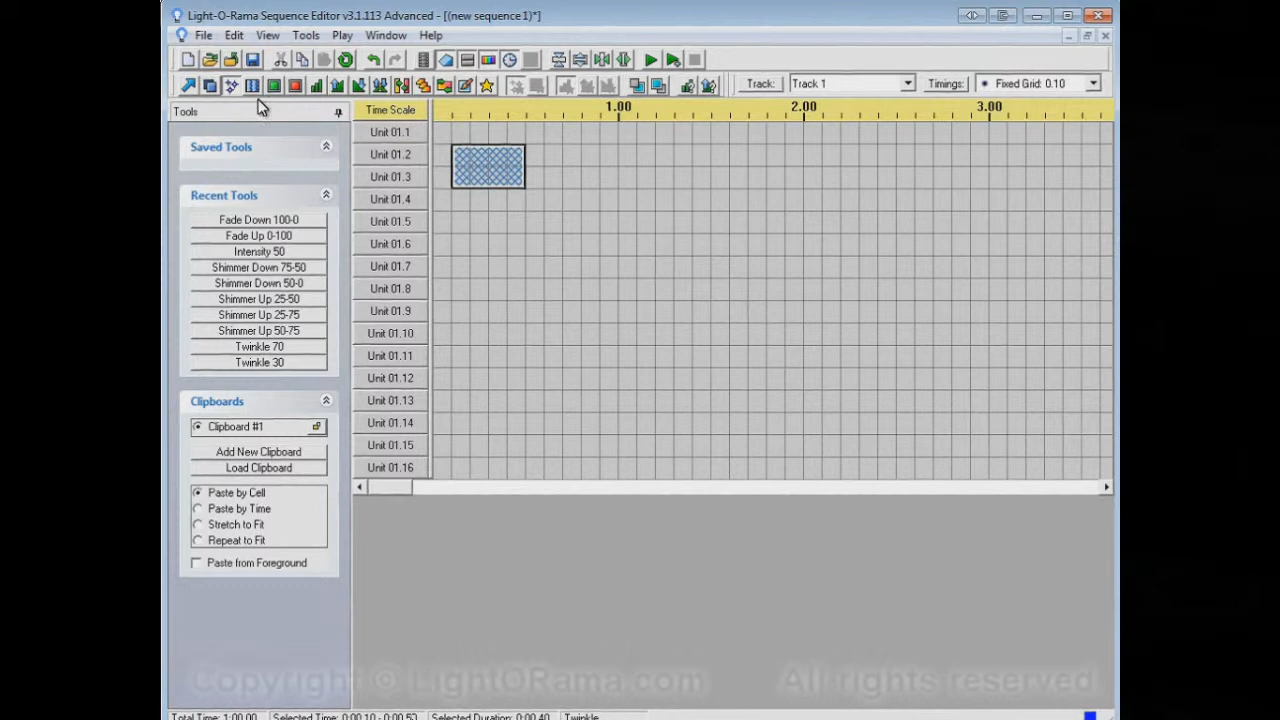 Light-O-Rama Sequence Editor v3.1.113 Advanced - [(new sequence 1)*]
File Edit View Tools Play Window Help
Track: Track 1 Timings: Fixed Grid: 0.10
Tools
Time Scale 1.00 2.00 3.00
Saved Tools
Recent Tools
Fade Down 100-0
Fade Up 0-100
Intensity 50
Shimmer Down 75-50
Shimmer Down 50-0
Shimmer Up 25-50
Shimmer Up 25-75
Shimmer Up 50-75
Twinkle 70
Twinkle 30
Clipboards
Clipboard #1
Add New Clipboard
Load Clipboard
Paste by Cell
Paste by Time
Stretch to Fit
Repeat to Fit
Paste from Foreground
Unit 01.1
Unit 01.2
Unit 01.3
Unit 01.4
Unit 01.5
Unit 01.6
Unit 01.7
Unit 01.8
Unit 01.9
Unit 01.10
Unit 01.11
Unit 01.12
Unit 01.13
Unit 01.14
Unit 01.15
Unit 01.16
Copyright © LightORama.com All rights reserved
Total Time: 1:00.00 Selected Time: 0:00.10 - 0:00.50 Selected Duration: 0:00.40 Twinkle